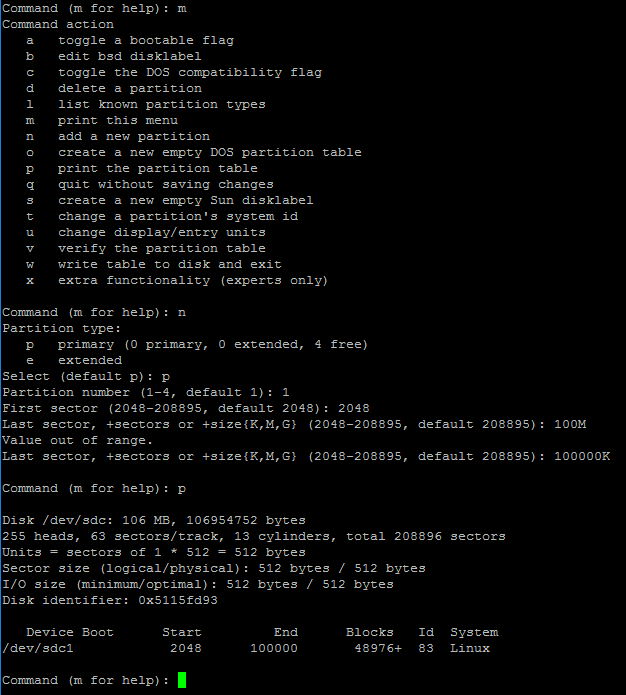 Command (m for help): m
Command action
   a   toggle a bootable flag
   b   edit bsd disklabel
   c   toggle the DOS compatibility flag
   d   delete a partition
   l   list known partition types
   m   print this menu
   n   add a new partition
   o   create a new empty DOS partition table
   p   print the partition table
   q   quit without saving changes
   s   create a new empty Sun disklabel
   t   change a partition's system id
   u   change display/entry units
   v   verify the partition table
   w   write table to disk and exit
   x   extra functionality (experts only)

Command (m for help): n
Partition type:
   p   primary (0 primary, 0 extended, 4 free)
   e   extended
Select (default p): p
Partition number (1-4, default 1): 1
First sector (2048-208895, default 2048): 2048
Last sector, +sectors or +size{K,M,G} (2048-208895, default 208895): 100M
Value out of range.
Last sector, +sectors or +size{K,M,G} (2048-208895, default 208895): 100000K

Command (m for help): p

Disk /dev/sdc: 106 MB, 106954752 bytes
255 heads, 63 sectors/track, 13 cylinders, total 208896 sectors
Units = sectors of 1 * 512 = 512 bytes
Sector size (logical/physical): 512 bytes / 512 bytes
I/O size (minimum/optimal): 512 bytes / 512 bytes
Disk identifier: 0x5115fd93

   Device Boot      Start         End      Blocks   Id  System
/dev/sdc1            2048      100000       48976+  83  Linux

Command (m for help):